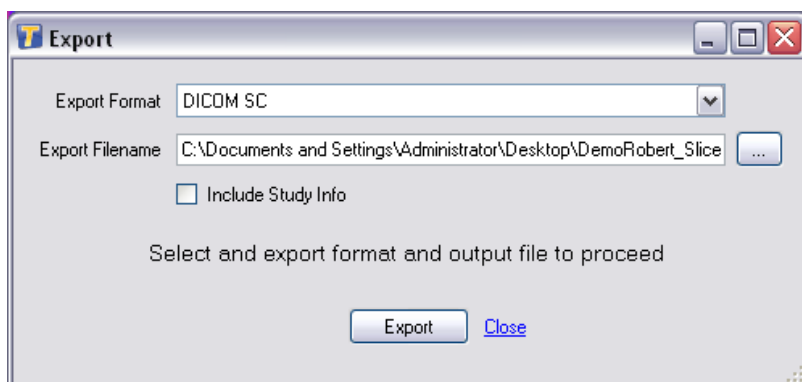 Export
Export Format DICOM SC
Export Filename C:\Documents and Settings\Administrator\Desktop\DemoRobert_Slice ...
Include Study Info
Select and export format and output file to proceed
Export Close